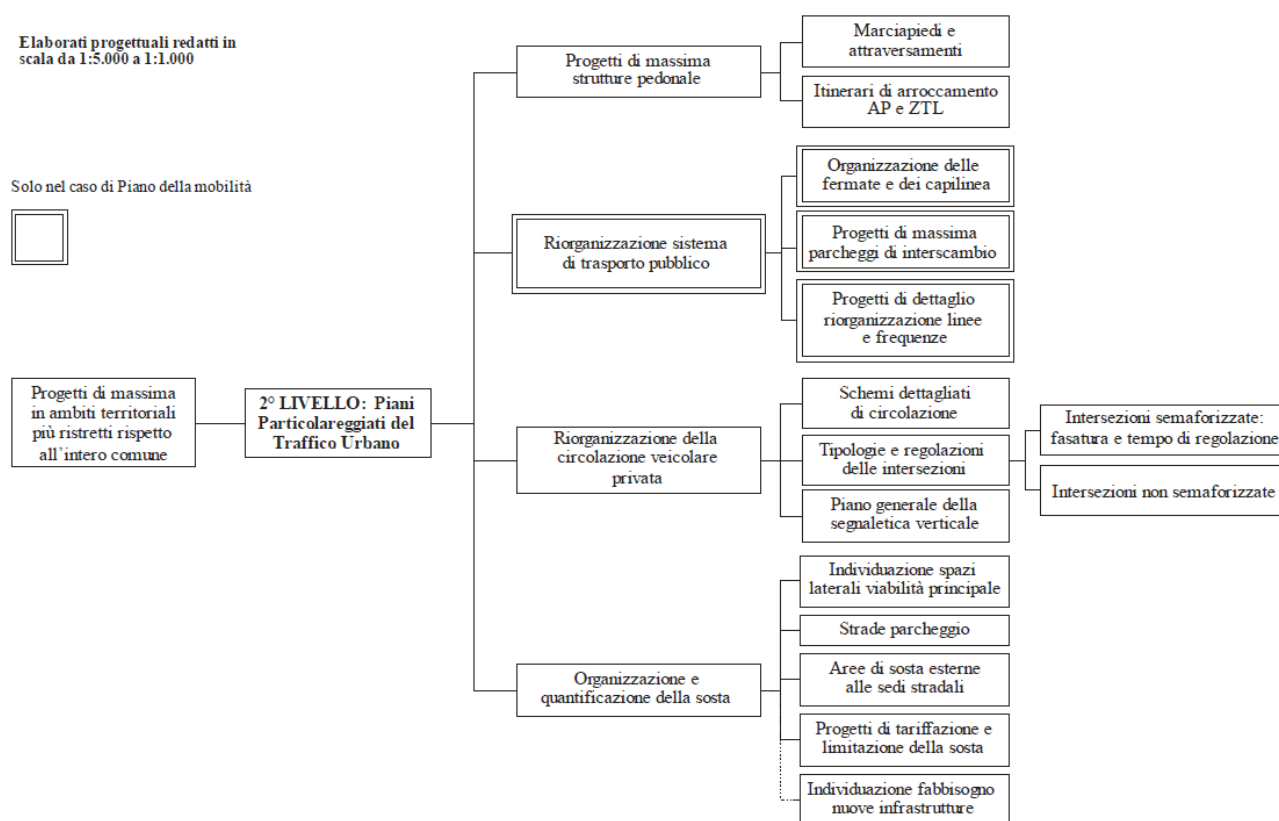 Elaborati progettuali redatti in
scala da 1:5.000 a 1:1.000
Solo nel caso di Piano della mobilità
Progetti di massima
in ambiti territoriali
più ristretti rispetto
all'intero comune
2° LIVELLO: Piani
Particolareggiati del
Traffico Urbano
Progetti di massima
strutture pedonale
Marciapiedi e
attraversamenti
Itinerari di arroccamento
AP e ZTL
Riorganizzazione sistema
di trasporto pubblico
Organizzazione delle
fermate e dei capilinea
Progetti di massima
parcheggi di interscambio
Progetti di dettaglio
riorganizzazione linee
e frequenze
Riorganizzazione della
circolazione veicolare
privata
Schemi dettagliati
di circolazione
Tipologie e regolazioni
delle intersezioni
Intersezioni semaforizzate:
fasatura e tempo di regolazione
Intersezioni non semaforizzate
Piano generale della
segnaletica verticale
Organizzazione e
quantificazione della sosta
Individuazione spazi
laterali viabilità principale
Strade parcheggio
Aree di sosta esterne
alle sedi stradali
Progetti di tariffazione e
limitazione della sosta
Individuazione fabbisogno
nuove infrastrutture